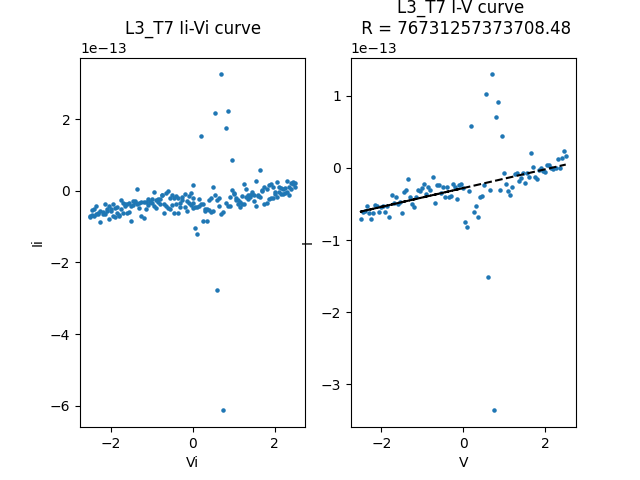 L3_T7 Ii-Vi curve
1e−13
2
0
−2
−4
−6
Ii
−2
0
2
Vi
L3_T7 I-V curve
R = 76731257373708.48
1e−13
1
0
−1
−2
−3
I
−2
0
2
V